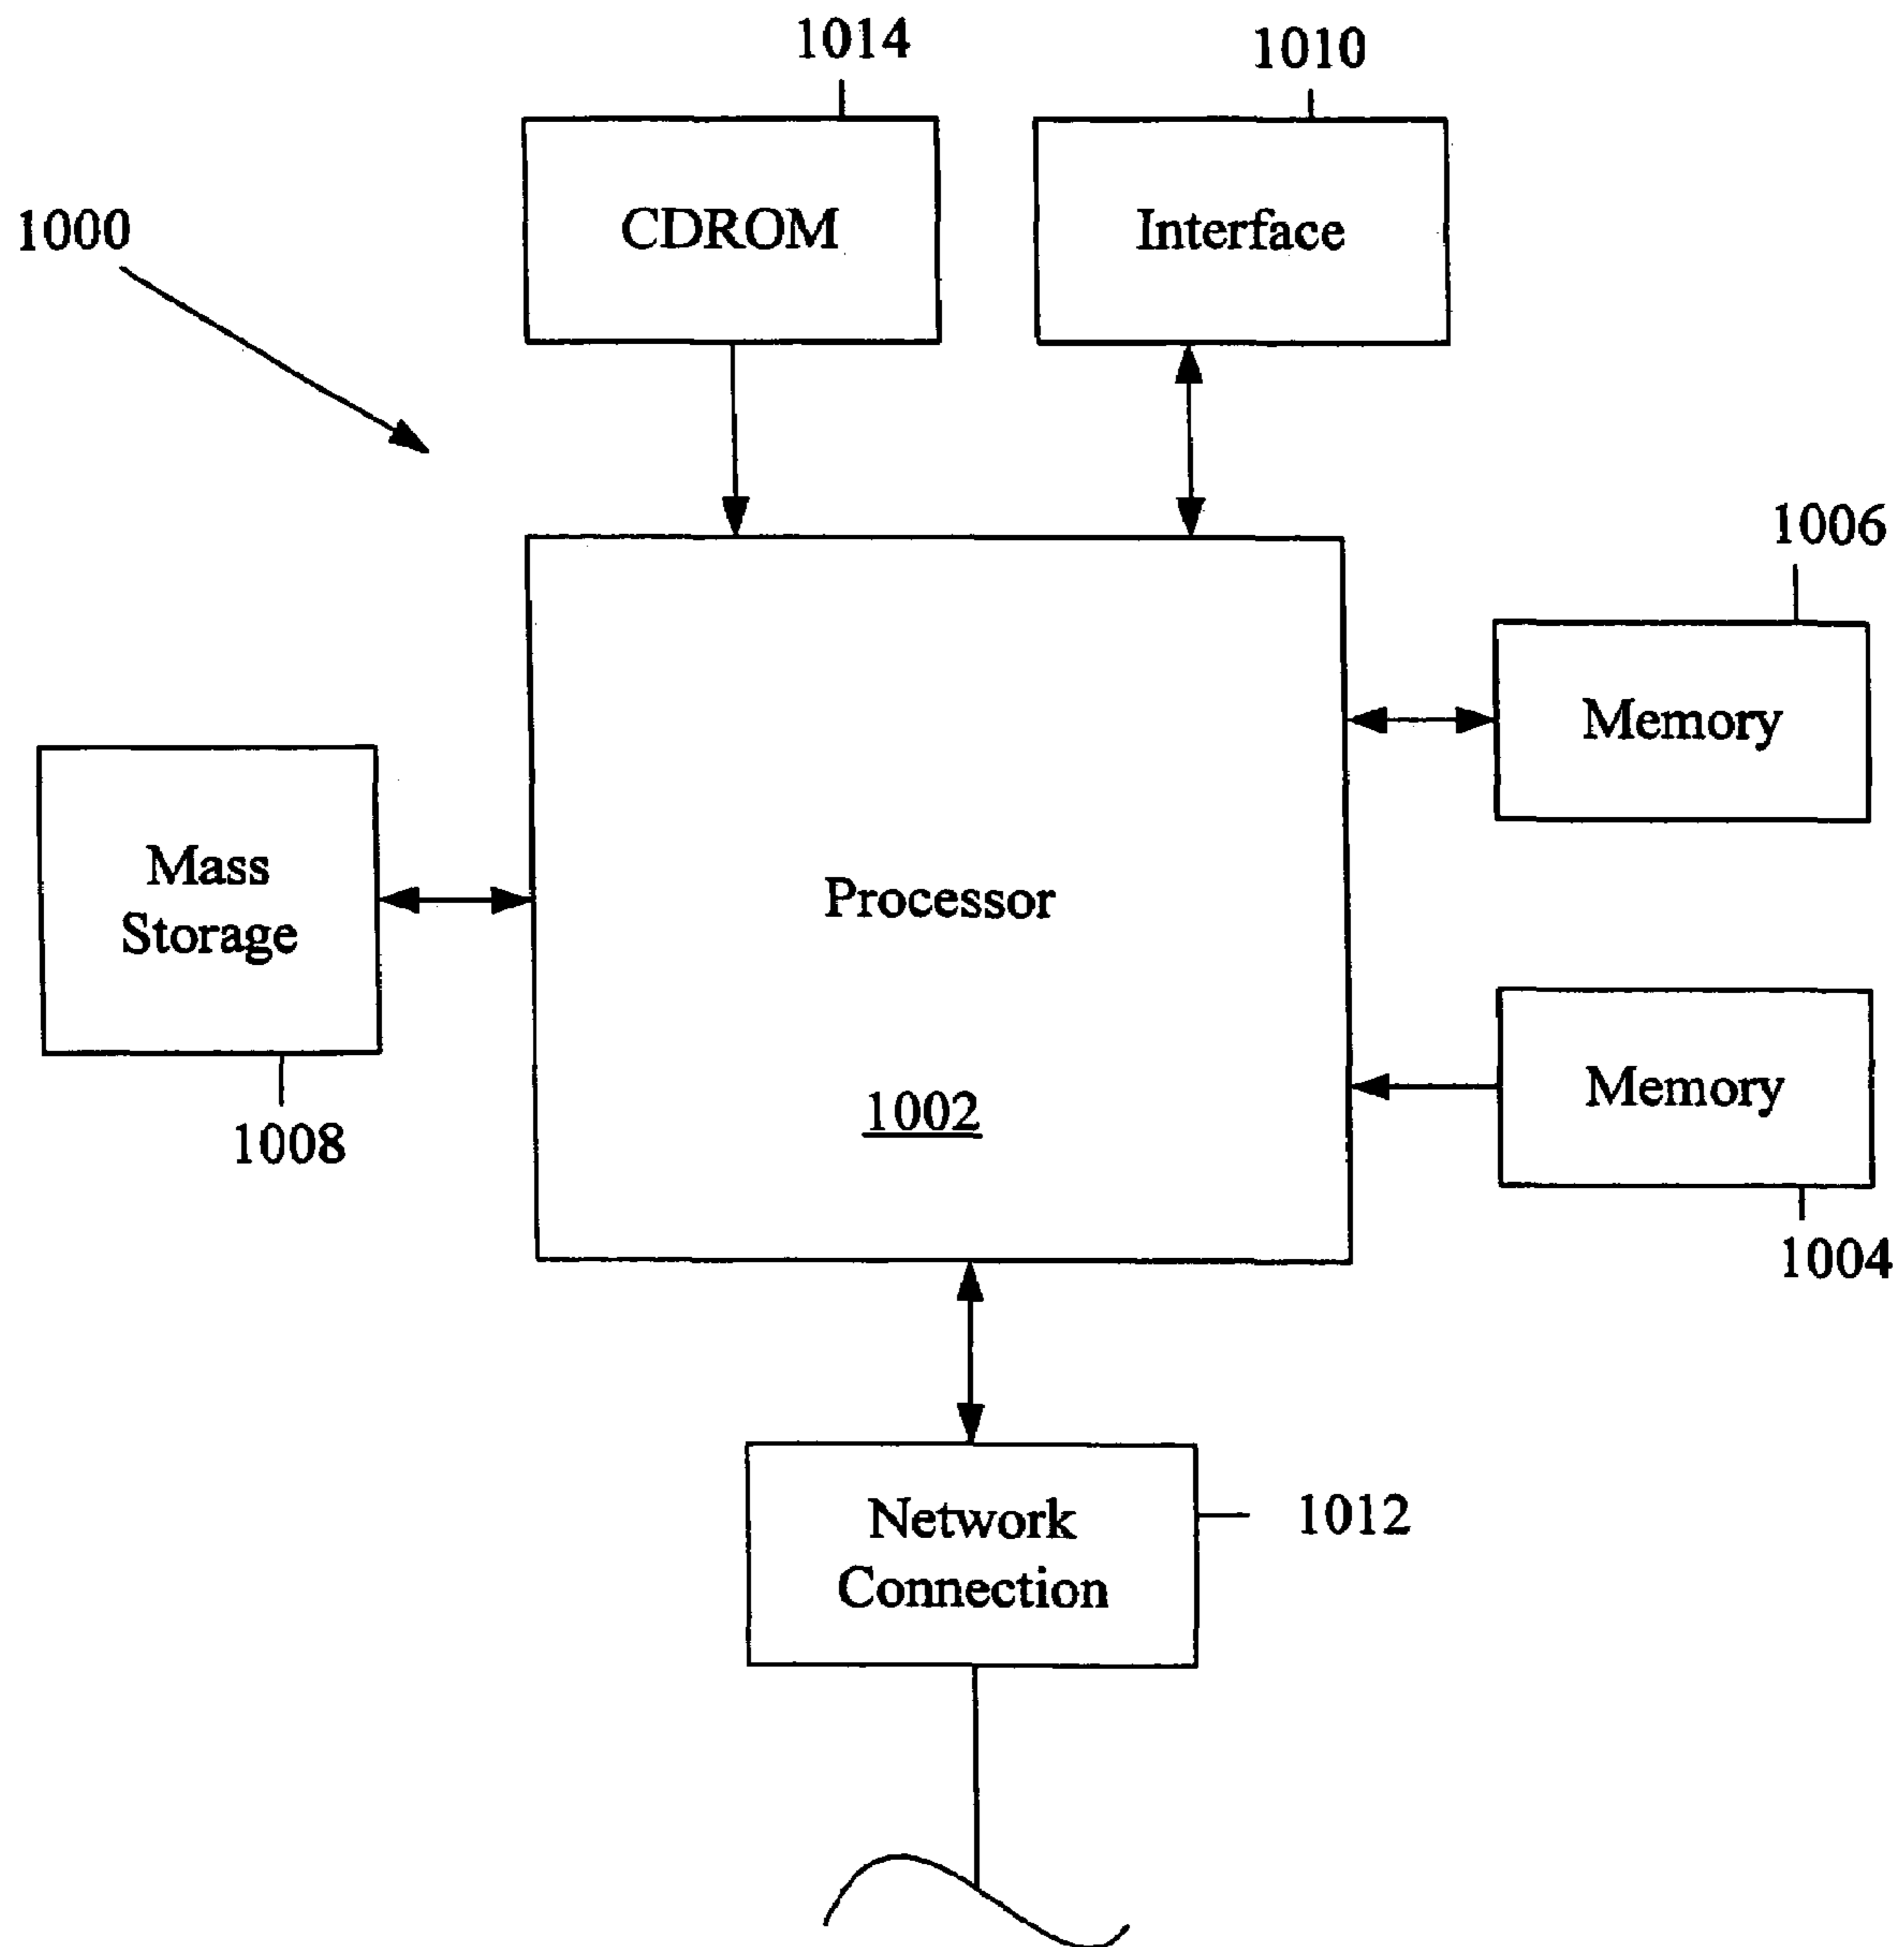 1014
1010
1000
CDROM
Interface
1006
Memory
Mass
Storage
Processor
1008
1002
Memory
1004
Network
Connection
1012